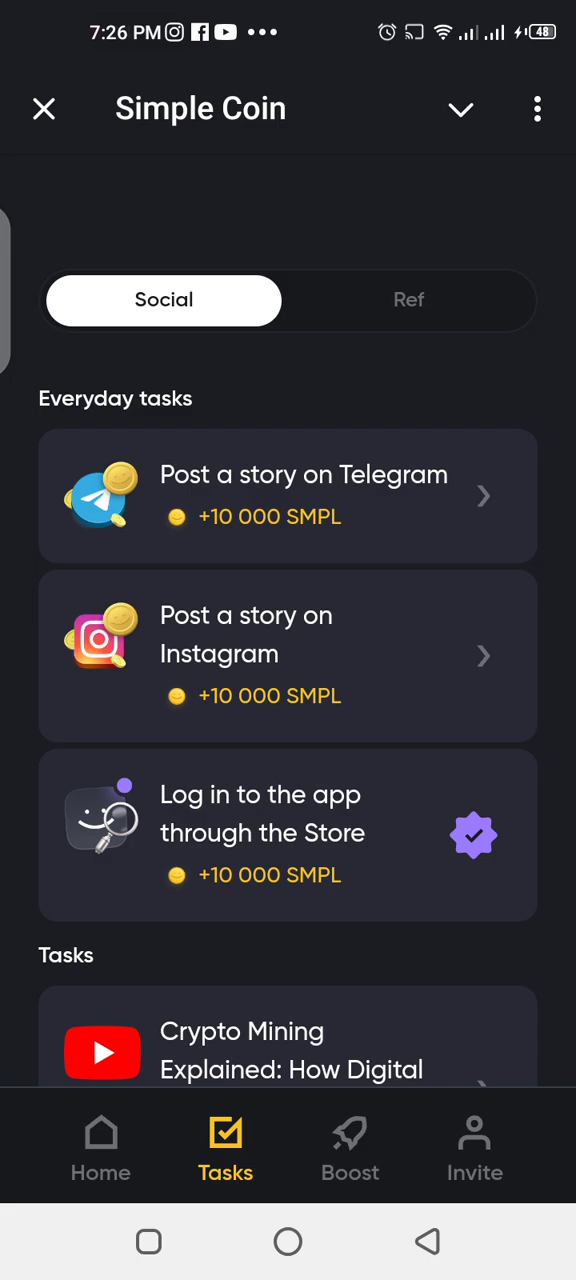 7:26 PM
48
Simple Coin
Social
Ref
Everyday tasks
Post a story on Telegram
+10 000 SMPL
Post a story on
Instagram
+10 000 SMPL
Log in to the app
through the Store
+10 000 SMPL
Tasks
Crypto Mining
Explained: How Digital
Home
Tasks
Boost
Invite